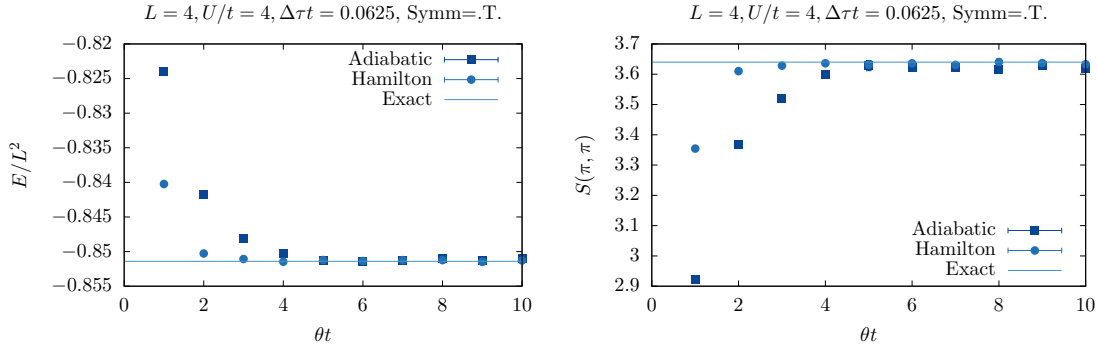 L = 4, U/t = 4, Δτt = 0.0625, Symm=.T.
−0.82
−0.825
−0.83
−0.835
−0.84
−0.845
−0.85
−0.855
E/L²
0 2 4 6 8 10
θt
Adiabatic
Hamilton
Exact
L = 4, U/t = 4, Δτt = 0.0625, Symm=.T.
3.7
3.6
3.5
3.4
3.3
3.2
3.1
3
2.9
S(π, π)
0 2 4 6 8 10
θt
Adiabatic
Hamilton
Exact